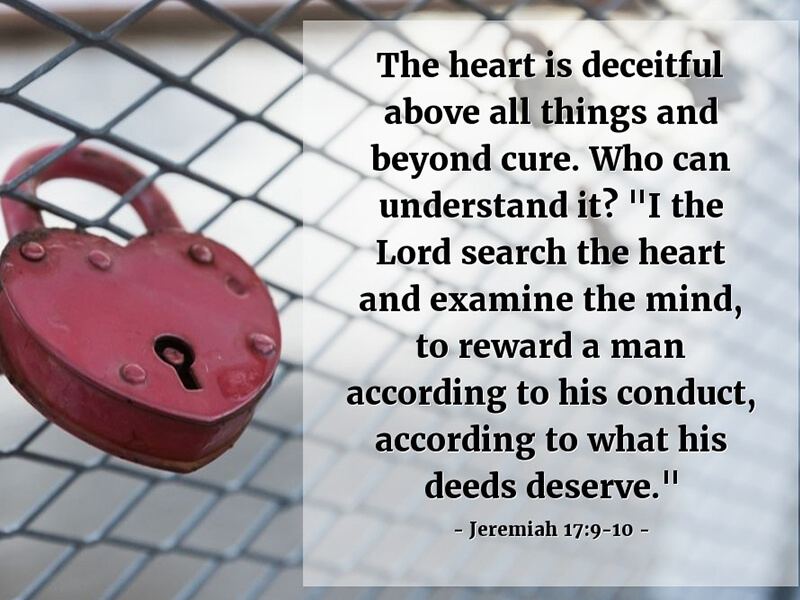 The heart is deceitful
above all things and
beyond cure. Who can
understand it? "I the
Lord search the heart
and examine the mind,
to reward a man
according to his conduct,
according to what his
deeds deserve."
- Jeremiah 17:9-10 -